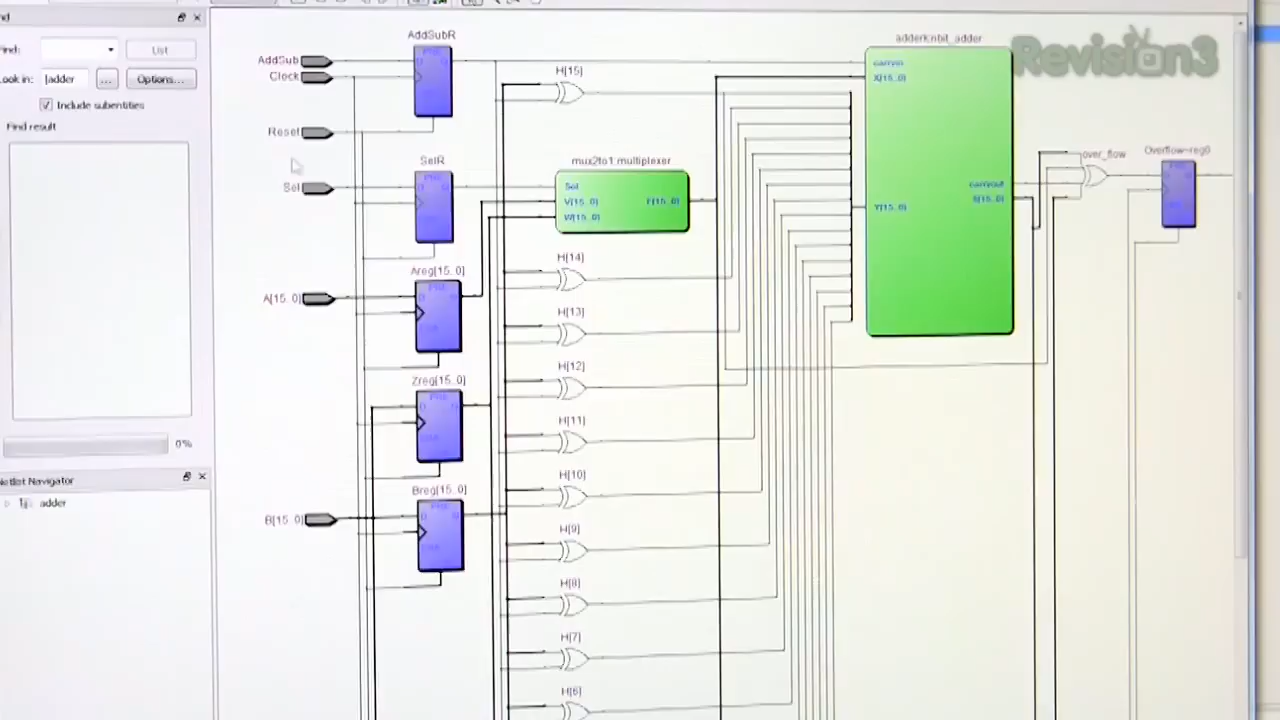 AddSubR
adder:nbit_adder
Revision3
Find:
List
AddSub
Clock
Look in:
|adder
...
Options...
Include subentities
H[15]
carryin
X[15..0]
Find result
Reset
SelR
mux2to1:multiplexer
over_flow
Overflow~reg0
Sel
Sel
V[15..0]
F[15..0]
W[15..0]
carryout
S[15..0]
Y[15..0]
H[14]
Areg[15..0]
A[15..0]
H[13]
H[12]
Zreg[15..0]
H[11]
0%
H[10]
Netlist Navigator
Breg[15..0]
adder
B[15..0]
H[9]
H[8]
H[7]
H[6]